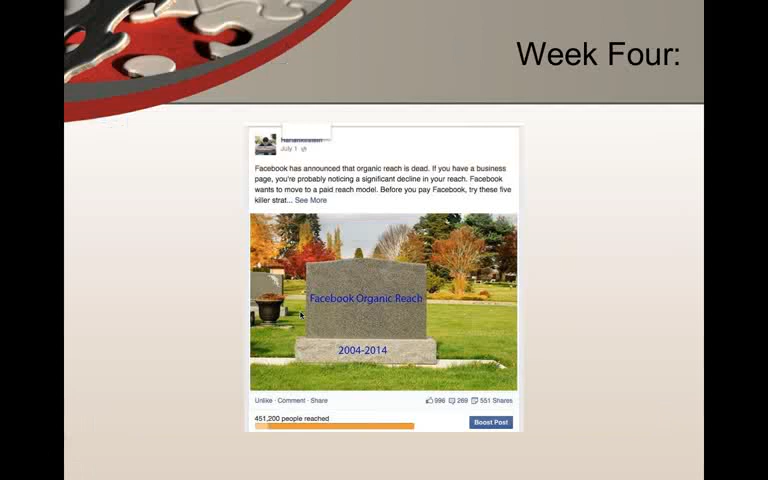 Week Four:
July 1
Facebook has announced that organic reach is dead. If you have a business
page, you're probably noticing a significant decline in your reach. Facebook
wants to move to a paid reach model. Before you pay Facebook, try these five
killer strat... See More
Facebook Organic Reach
2004-2014
Unlike · Comment · Share 996 269 551 Shares
451,200 people reached
Boost Post